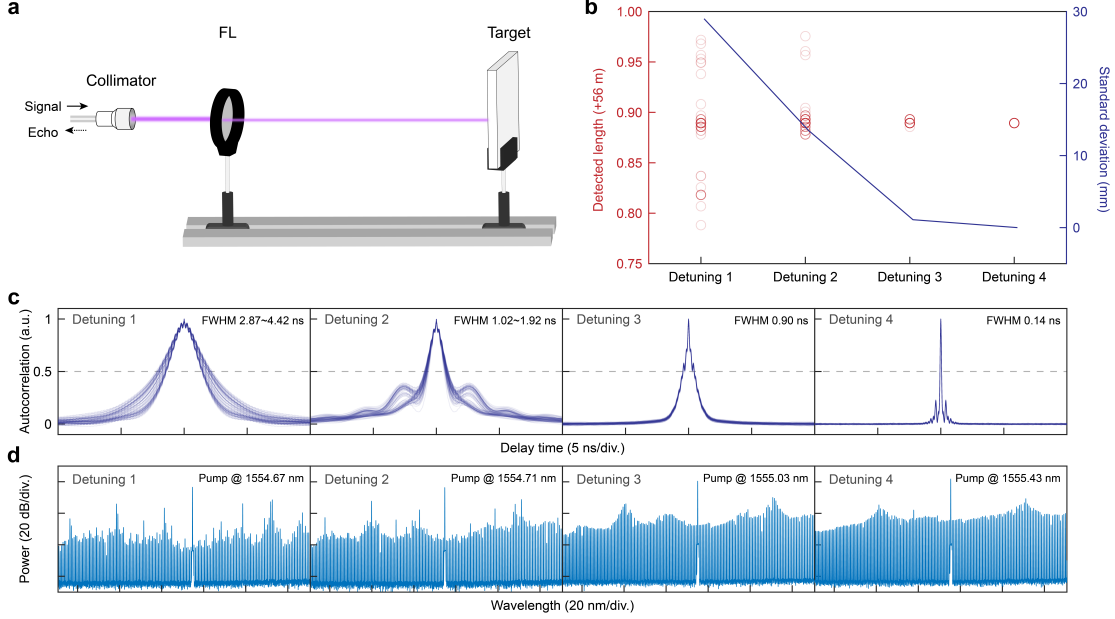 a
FL
Target
Collimator
Signal
Echo
b
1.00
0.95
0.90
0.85
0.80
0.75
Detected length (+56 m)
30
20
10
0
Standard deviation (mm)
Detuning 1
Detuning 2
Detuning 3
Detuning 4
c
Autocorrelation (a.u.)
1
0.5
0
Detuning 1
FWHM 2.87~4.42 ns
Detuning 2
FWHM 1.02~1.92 ns
Detuning 3
FWHM 0.90 ns
Detuning 4
FWHM 0.14 ns
Delay time (5 ns/div.)
d
Power (20 dB/div.)
Detuning 1
Pump @ 1554.67 nm
Detuning 2
Pump @ 1554.71 nm
Detuning 3
Pump @ 1555.03 nm
Detuning 4
Pump @ 1555.43 nm
Wavelength (20 nm/div.)